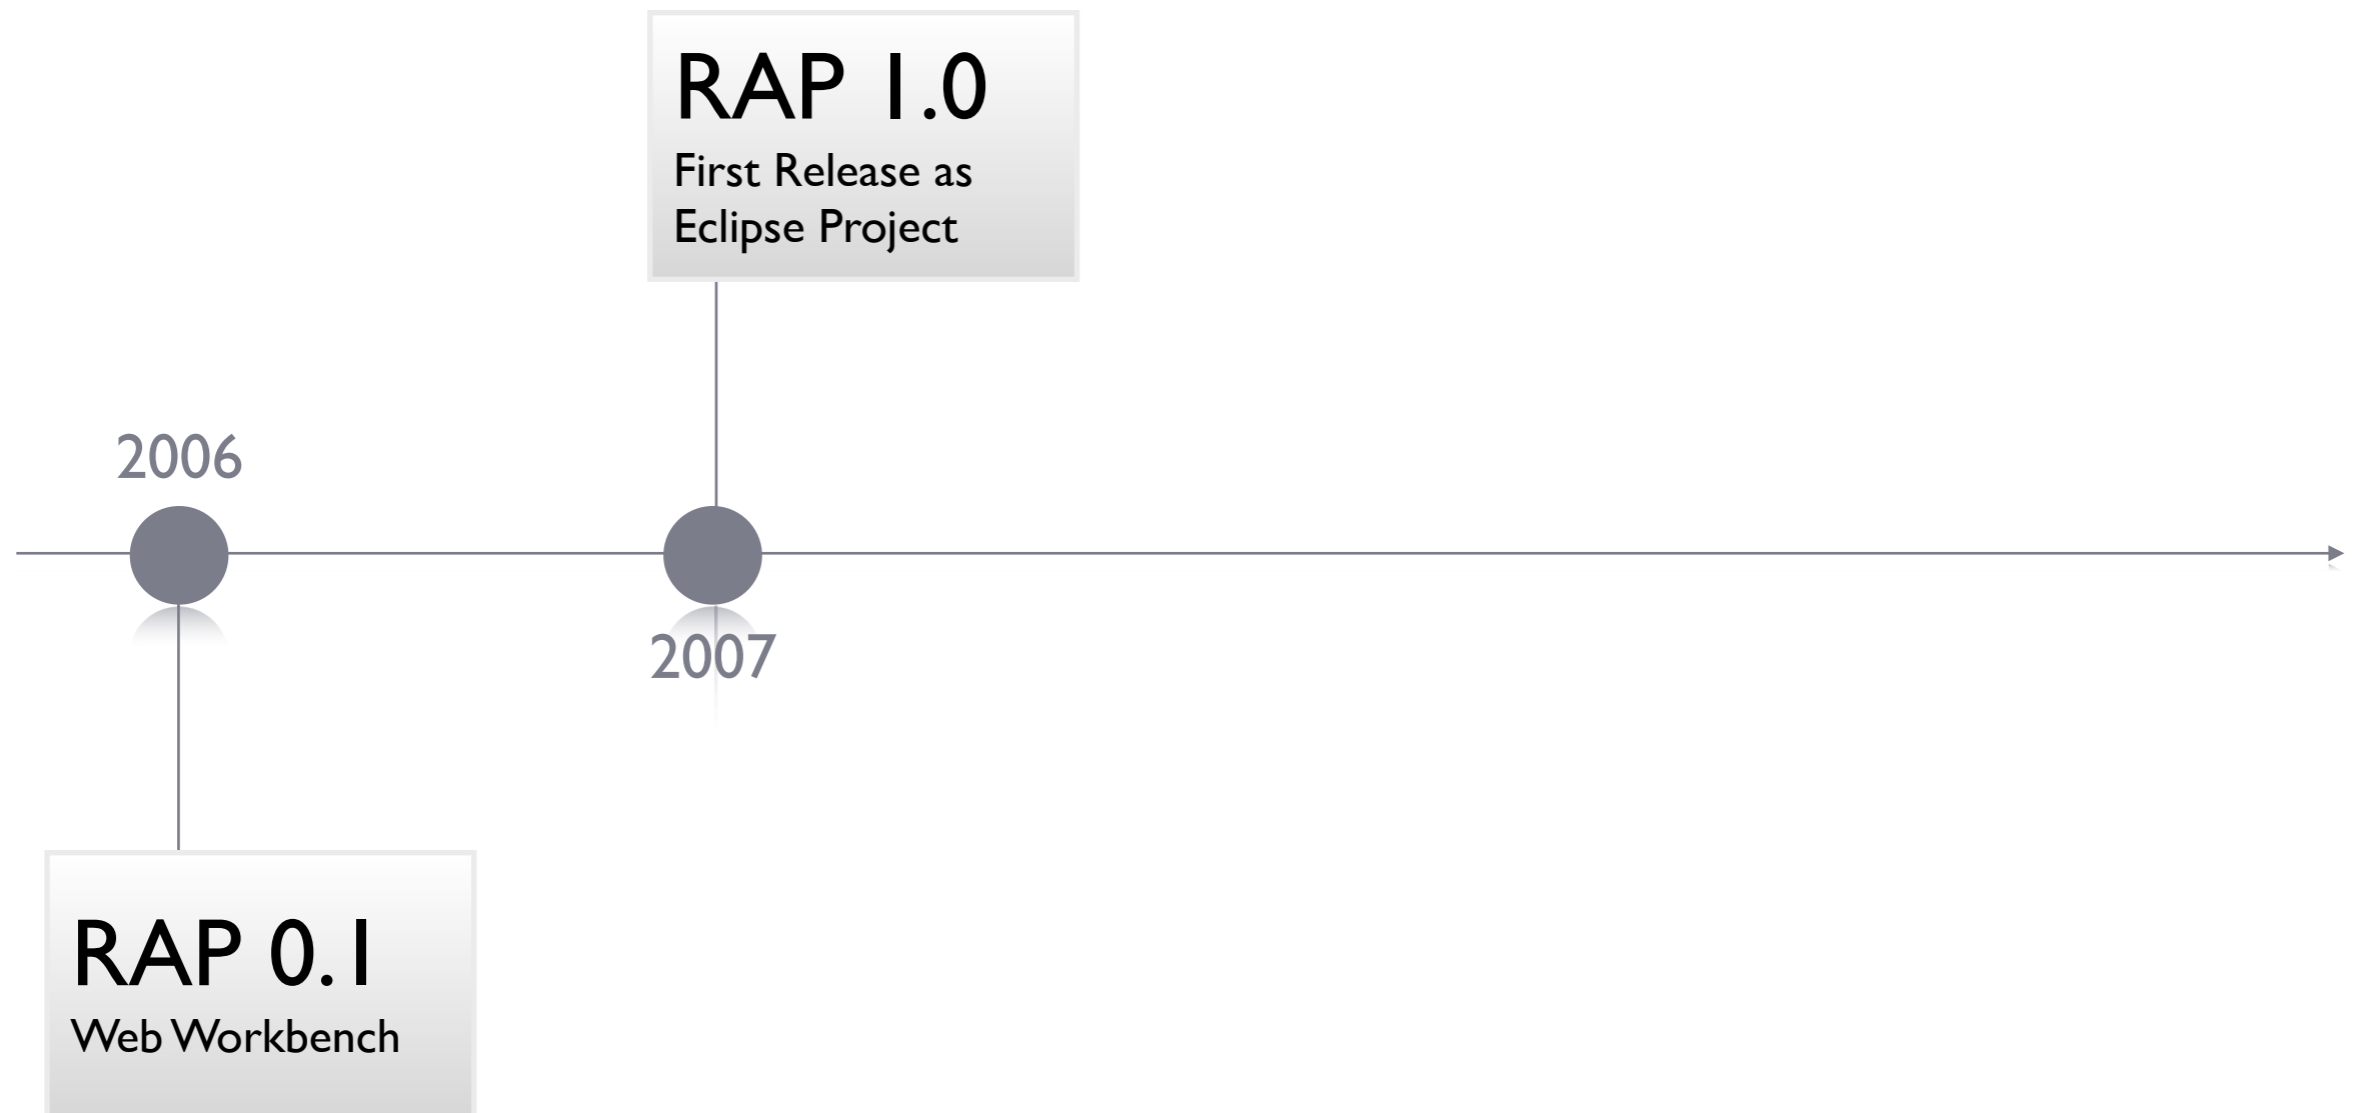 RAP 1.0
First Release as
Eclipse Project
2006
2007
RAP 0.1
Web Workbench